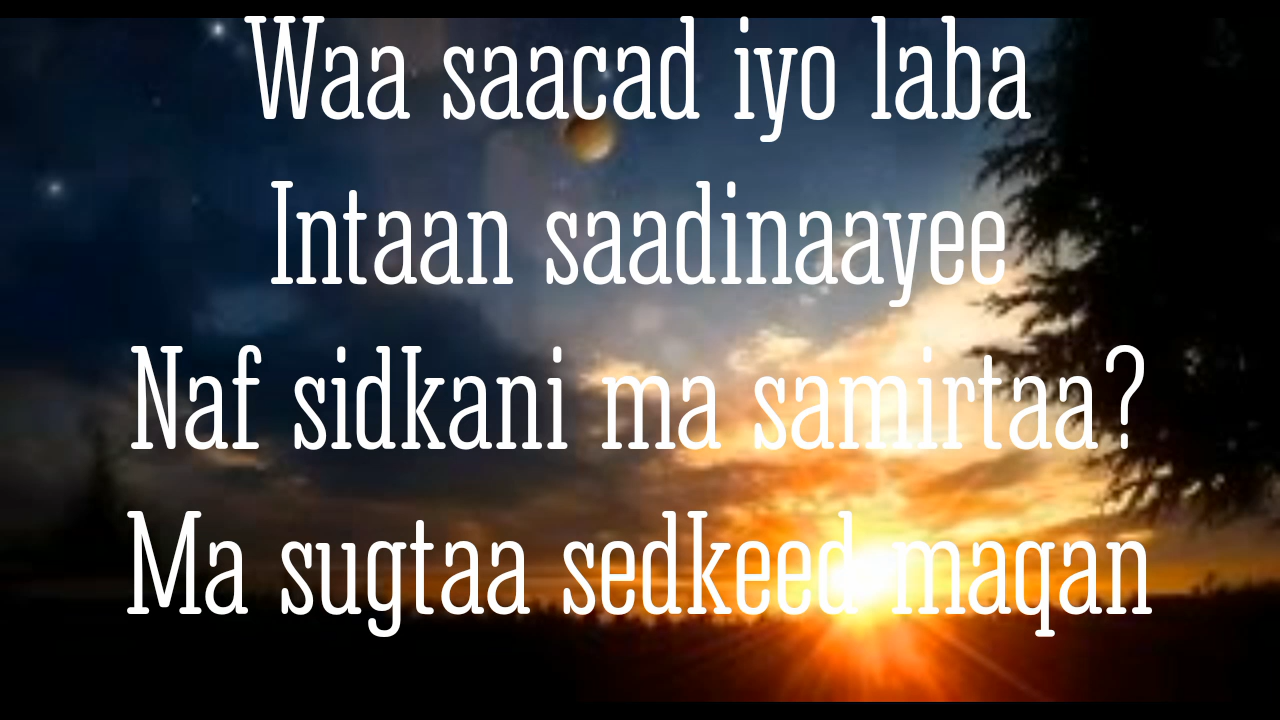 Waa saacad iyo laba
Intaan saadinaayee
Naf sidkani ma samirtaa?
Ma sugtaa sedkeed maqan